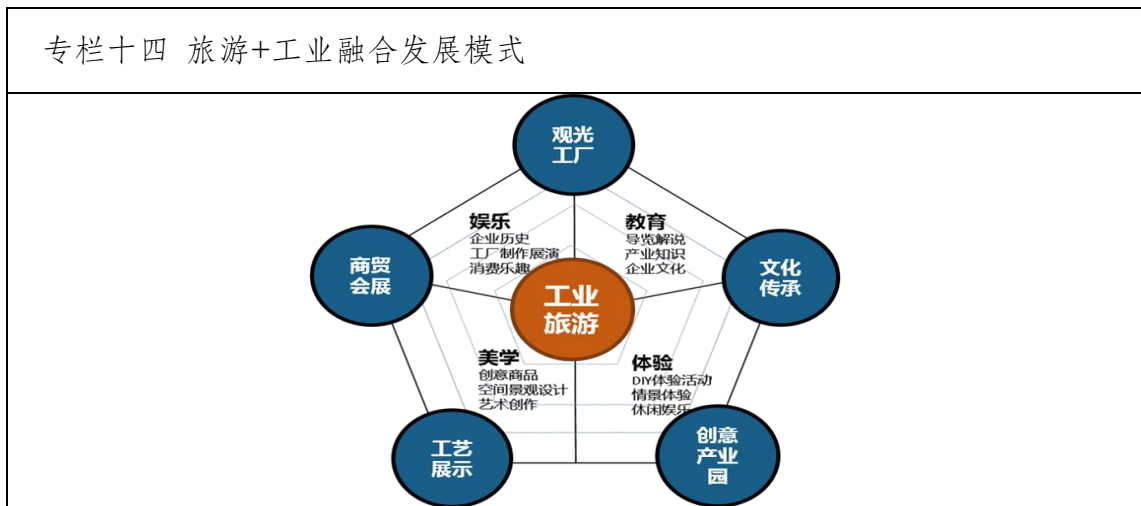 专栏十四 旅游+工业融合发展模式
观光
工厂
娱乐
企业历史
工厂制作展演
消费乐趣
教育
导览解说
产业知识
企业文化
商贸
会展
工业
旅游
文化
传承
美学
创意商品
空间景观设计
艺术创作
体验
DIY体验活动
情景体验
休闲娱乐
工艺
展示
创意
产业
园